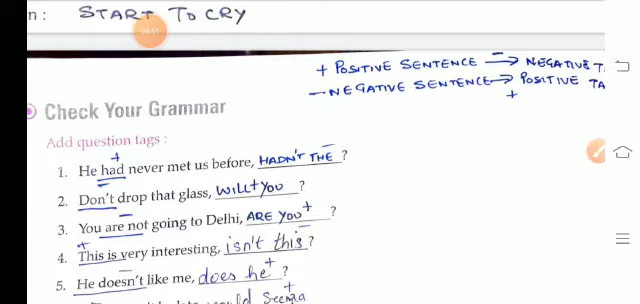 n : START TO CRY
+ POSITIVE SENTENCE → NEGATIVE T
- NEGATIVE SENTENCE → POSITIVE TA
+
Check Your Grammar
Add question tags :
1. He had never met us before, HADN'T THE ?
2. Don't drop that glass, WILL YOU ?
3. You are not going to Delhi, ARE YOU ?
4. This is very interesting, isn't this ?
5. He doesn't like me, does he ?